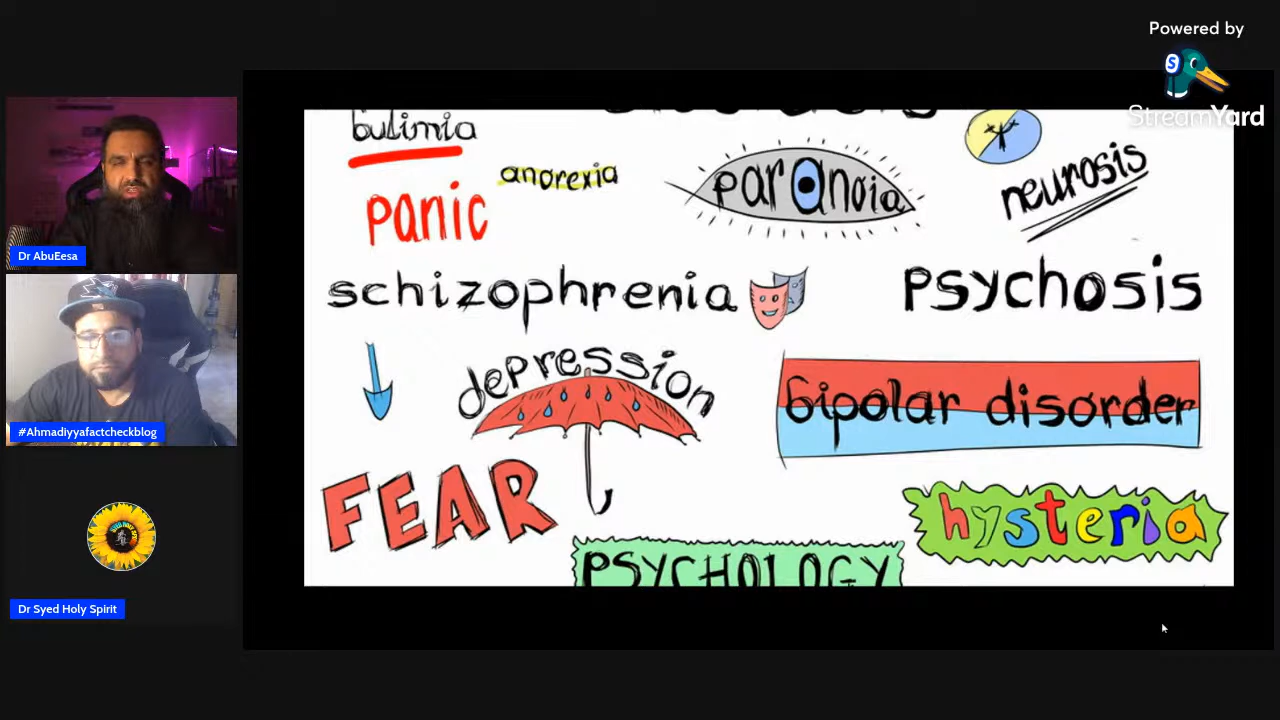 Powered by
S
StreamYard
bulimia
anorexia
paranoia
neurosis
panic
schizophrenia
psychosis
depression
bipolar disorder
FEAR
hysteria
PSYCHOLOGY
Dr AbuEesa
#Ahmadiyyafactcheckblog
Dr Syed Holy Spirit